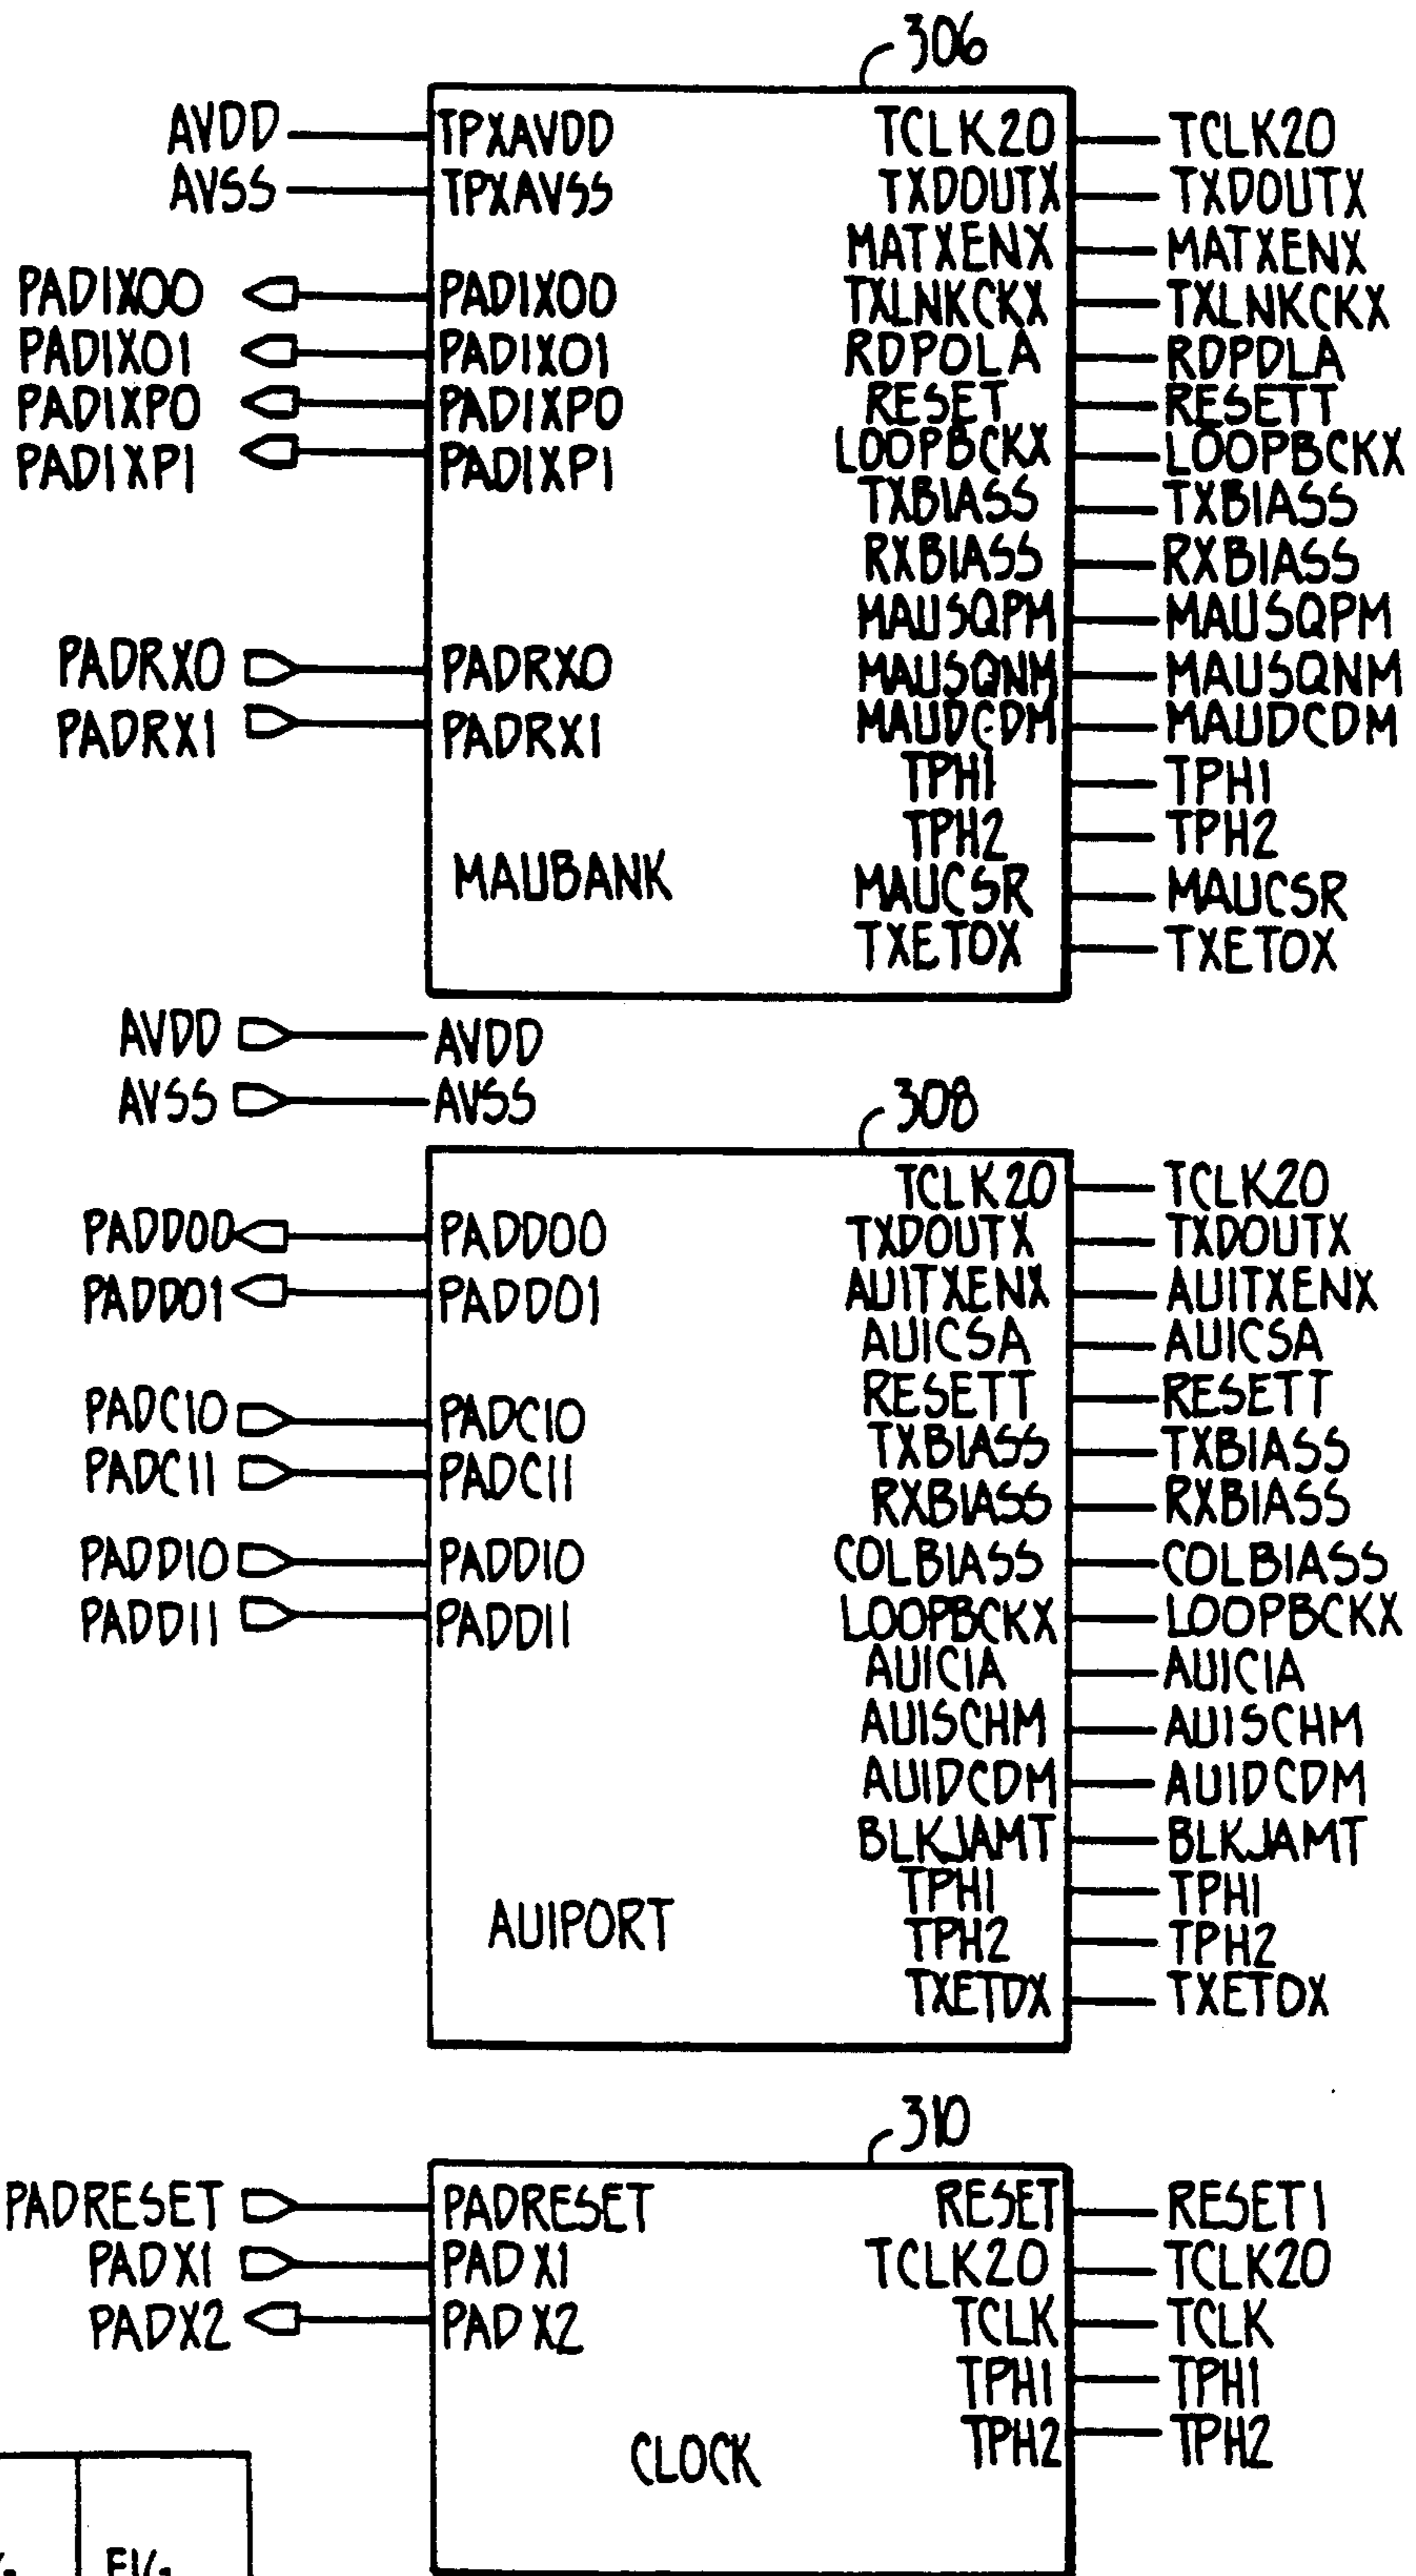 306
AVDD TPXAVDD TCLK20 TCLK20
AVSS TPXAVSS TXDOUTX TXDOUTX
MATXENX MATXENX
PADIXOO PADIXOO TXLNKCKX TXLNKCKX
PADIXO1 PADIXO1 RDPOLA RDPDLA
PADIXPO PADIXPO RESET RESETT
PADIXP1 PADIXP1 LOOPBCKX LOOPBCKX
TXBIASS TXBIASS
RXBIASS RXBIASS
MAUSQPM MAUSQPM
PADRXO PADRXO MAUSQNM MAUSQNM
PADRX1 PADRX1 MAUDCDM MAUDCDM
TPH1 TPH1
TPH2 TPH2
MAUBANK MAUCSR MAUCSR
TXETOX TXETOX
AVDD AVDD
AVSS AVSS
308
TCLK20 TCLK20
PADDOO PADDOO TXDOUTX TXDOUTX
PADDO1 PADDO1 AUITXENX AUITXENX
AUICSA AUICSA
PADCIO PADCIO RESETT RESETT
PADCI1 PADCI1 TXBIASS TXBIASS
RXBIASS RXBIASS
PADDIO PADDIO COLBIASS COLBIASS
PADDI1 PADDI1 LOOPBCKX LOOPBCKX
AUICIA AUICIA
AUISCHM AUISCHM
AUIDCDM AUIDCDM
BLKJAMT BLKJAMT
TPH1 TPH1
AUIPORT TPH2 TPH2
TXETDX TXETDX
310
PADRESET PADRESET RESET RESET1
PADX1 PADX1 TCLK20 TCLK20
PADX2 PADX2 TCLK TCLK
TPH1 TPH1
CLOCK TPH2 TPH2
FIG.